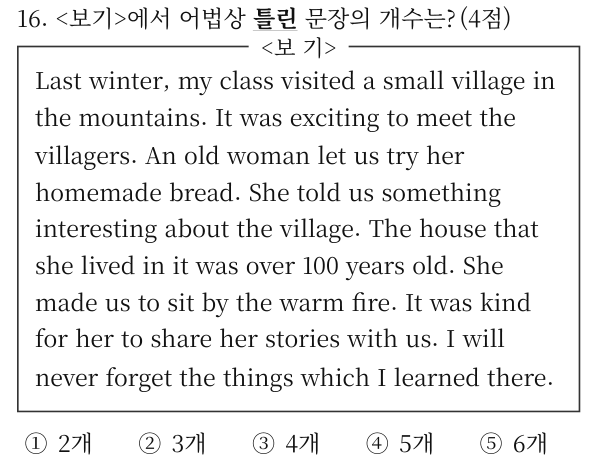 16. <보기>에서 어법상 틀린 문장의 개수는? (4점)
<보 기>
Last winter, my class visited a small village in
the mountains. It was exciting to meet the
villagers. An old woman let us try her
homemade bread. She told us something
interesting about the village. The house that
she lived in it was over 100 years old. She
made us to sit by the warm fire. It was kind
for her to share her stories with us. I will
never forget the things which I learned there.
① 2개 ② 3개 ③ 4개 ④ 5개 ⑤ 6개